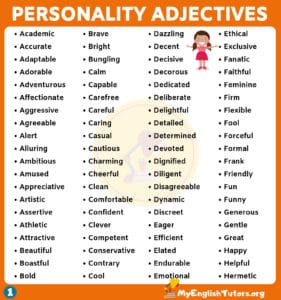 PERSONALITY ADJECTIVES
• Academic
• Accurate
• Adaptable
• Adorable
• Adventurous
• Affectionate
• Aggressive
• Agreeable
• Alert
• Alluring
• Ambitious
• Amused
• Appreciative
• Artistic
• Assertive
• Athletic
• Attractive
• Beautiful
• Boastful
• Bold
• Brave
• Bright
• Bungling
• Calm
• Capable
• Carefree
• Careful
• Caring
• Casual
• Cautious
• Charming
• Cheerful
• Clean
• Comfortable
• Confident
• Clever
• Competent
• Conservative
• Contrary
• Cool
• Dazzling
• Decent
• Decisive
• Decorous
• Dedicated
• Deliberate
• Delightful
• Detailed
• Determined
• Devoted
• Dignified
• Diligent
• Disagreeable
• Dynamic
• Discreet
• Eager
• Efficient
• Elated
• Endurable
• Emotional
• Ethical
• Exclusive
• Fanatic
• Faithful
• Feminine
• Firm
• Flexible
• Fool
• Forceful
• Formal
• Frank
• Friendly
• Fun
• Funny
• Generous
• Gentle
• Great
• Happy
• Helpful
• Hermetic
1
MyEnglishTutors.org